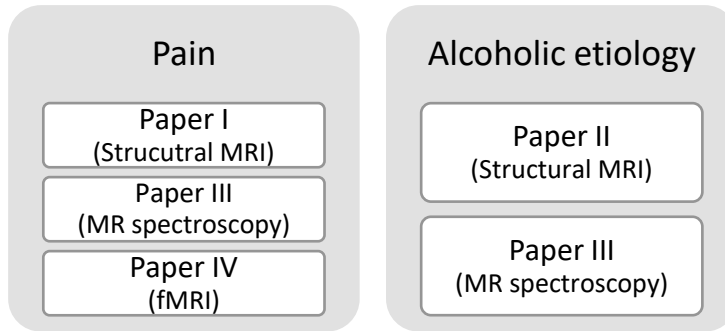 Pain
Paper I
(Strucutral MRI)
Paper III
(MR spectroscopy)
Paper IV
(fMRI)
Alcoholic etiology
Paper II
(Structural MRI)
Paper III
(MR spectroscopy)